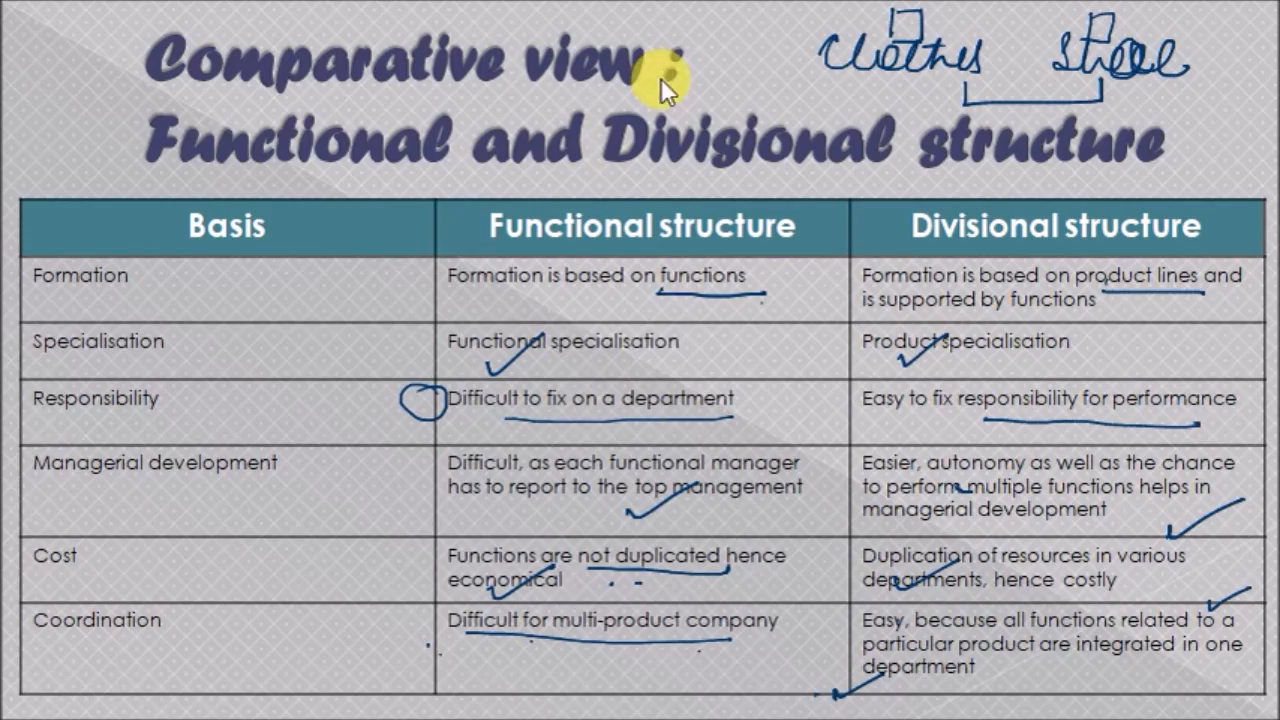 Clothes
Comparative view :
Functional and Divisional structure
Basis
Functional structure
Divisional structure
Formation
Formation is based on functions
Formation is based on product lines and
is supported by functions
Specialisation
Functional specialisation
Product specialisation
Responsibility
Difficult to fix on a department
Easy to fix responsibility for performance
Managerial development
Difficult, as each functional manager
has to report to the top management
Easier, autonomy as well as the chance
to perform multiple functions helps in
managerial development
Cost
Functions are not duplicated hence
economical
Duplication of resources in various
departments, hence costly
Coordination
Difficult for multi-product company
Easy, because all functions related to a
particular product are integrated in one
department